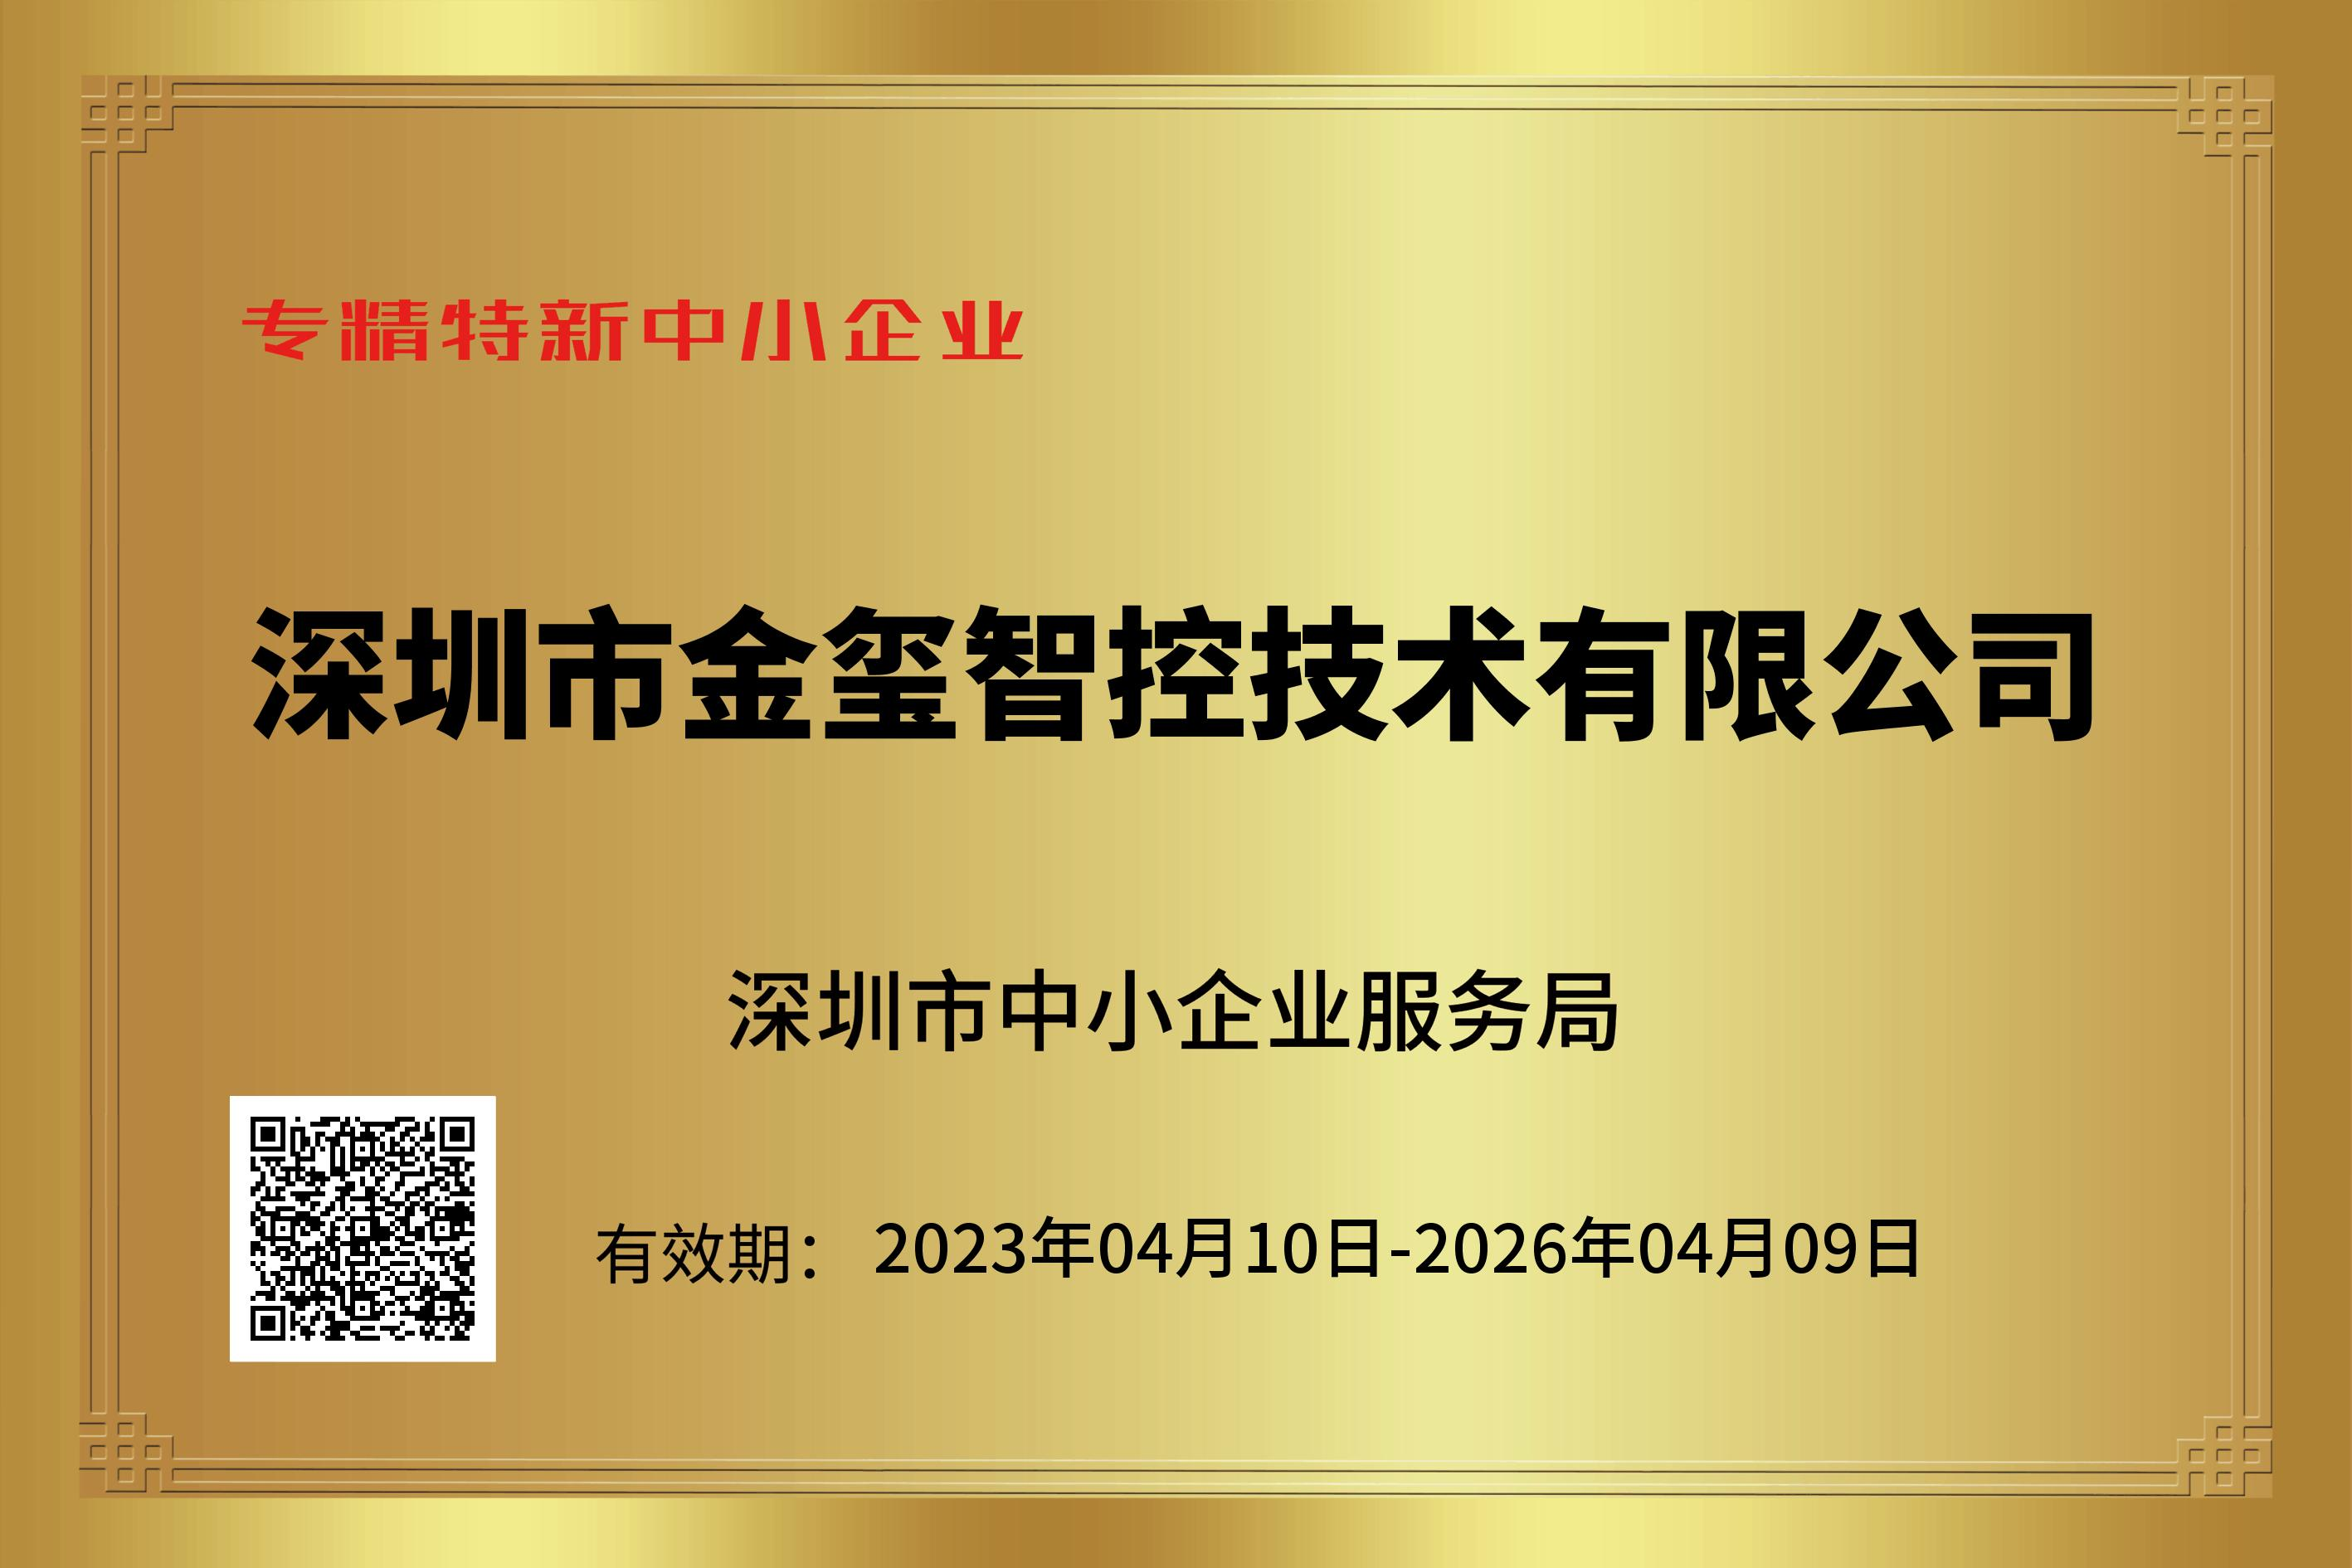 专精特新中小企业
深圳市金玺智控技术有限公司
深圳市中小企业服务局
有效期： 2023年04月10日-2026年04月09日